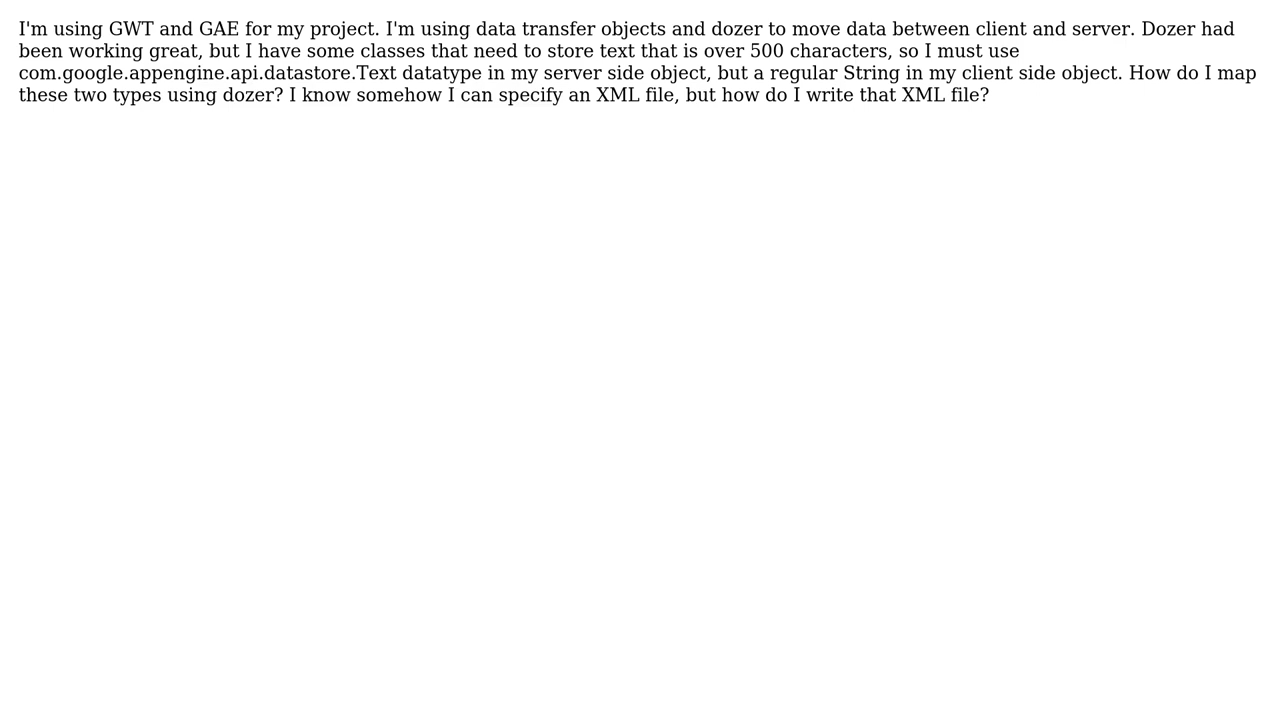 I'm using GWT and GAE for my project. I'm using data transfer objects and dozer to move data between client and server. Dozer had
been working great, but I have some classes that need to store text that is over 500 characters, so I must use
com.google.appengine.api.datastore.Text datatype in my server side object, but a regular String in my client side object. How do I map
these two types using dozer? I know somehow I can specify an XML file, but how do I write that XML file?